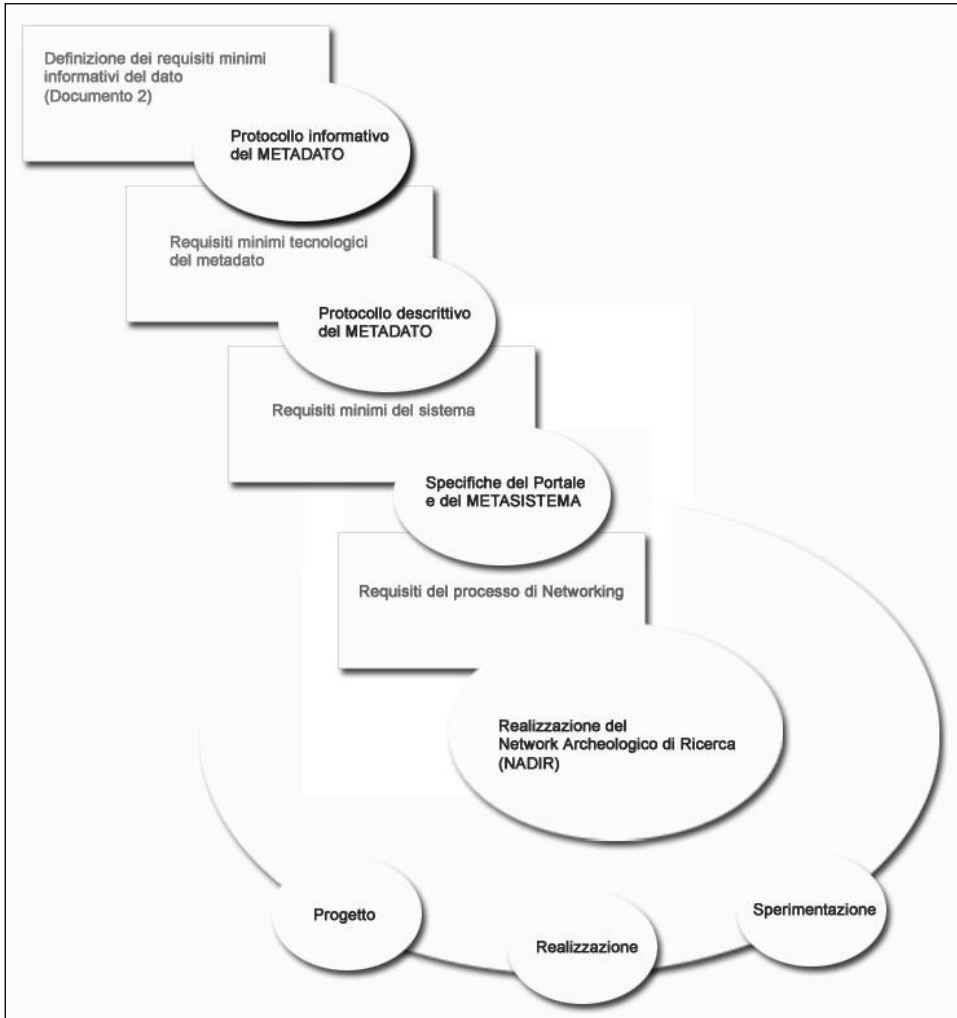 Definizione dei requisiti minimi
informativi del dato
(Documento 2)
Protocollo informativo
del METADATO
Requisiti minimi tecnologici
del metadato
Protocollo descrittivo
del METADATO
Requisiti minimi del sistema
Specifiche del Portale
e del METASISTEMA
Requisiti del processo di Networking
Realizzazione del
Network Archeologico di Ricerca
(NADIR)
Progetto
Realizzazione
Sperimentazione